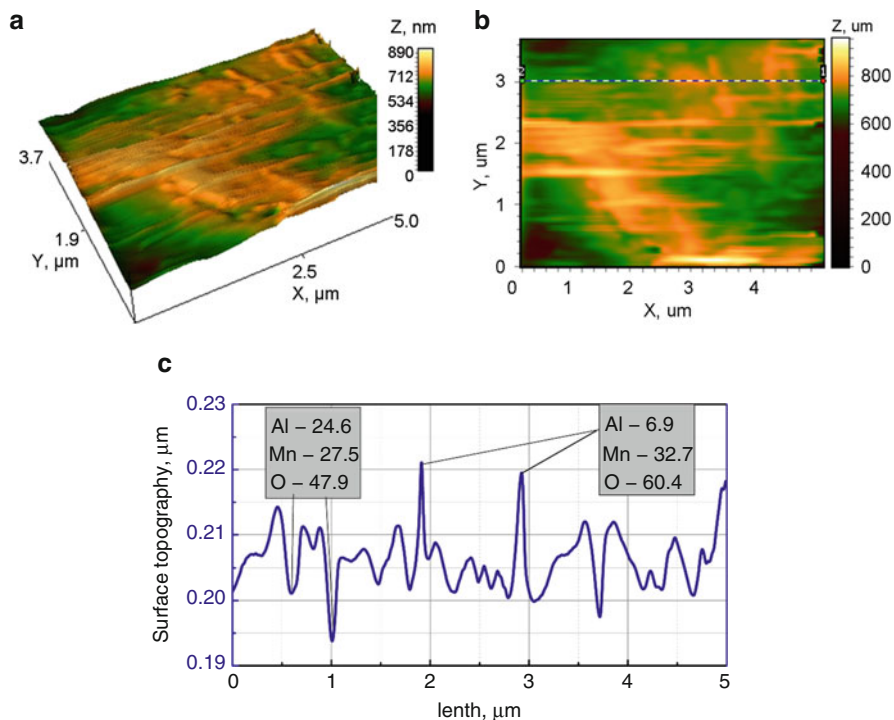 a
Z, nm
890
712
534
356
178
0
3.7
1.9
Y, μm
2.5
X, μm
5.0
b
Z, um
800
600
400
200
0
2
1
3
2
1
0
Y, um
0 1 2 3 4
X, um
c
0.23
0.22
0.21
0.20
0.19
Surface topography, μm
Al – 24.6
Mn – 27.5
O – 47.9
Al – 6.9
Mn – 32.7
O – 60.4
0 1 2 3 4 5
lenth, μm